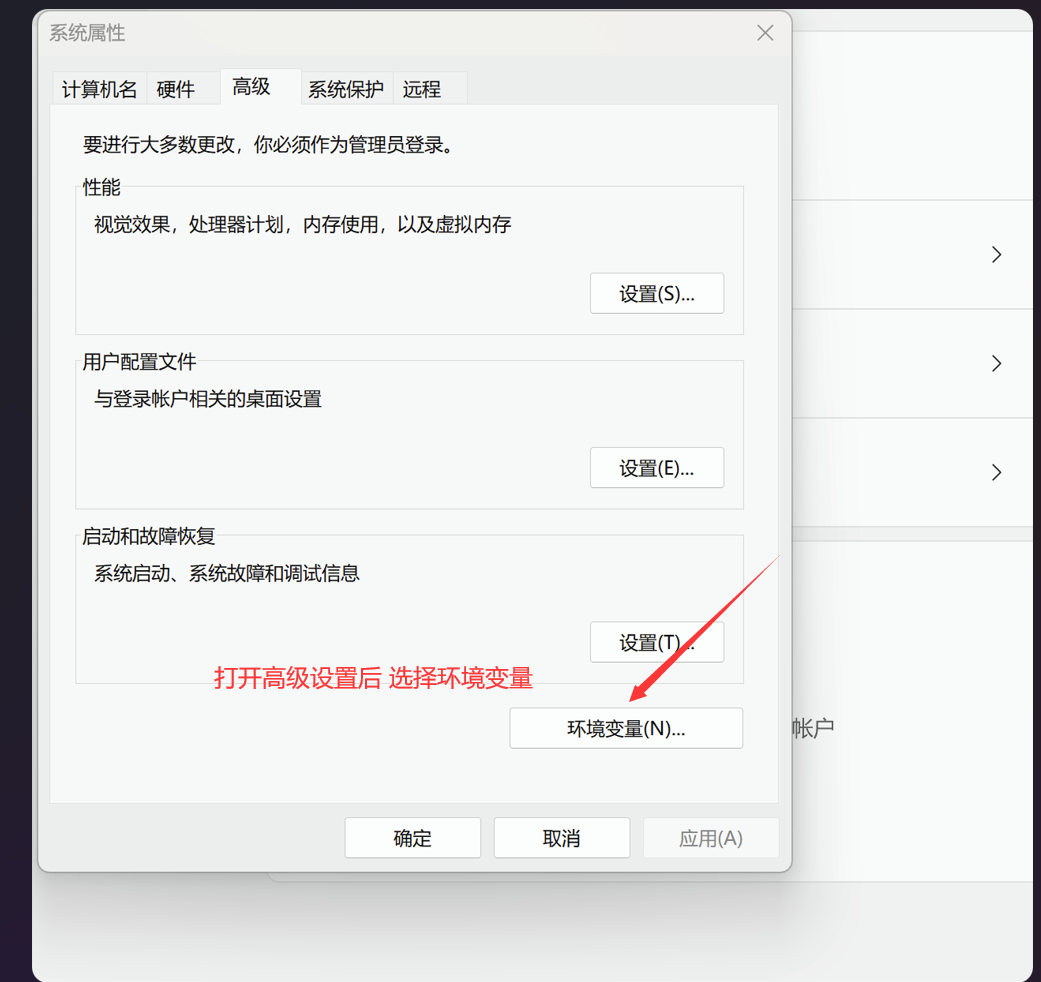 系统属性
计算机名 硬件 高级 系统保护 远程
要进行大多数更改，你必须作为管理员登录。
性能
视觉效果，处理器计划，内存使用，以及虚拟内存
设置(S)...
用户配置文件
与登录帐户相关的桌面设置
设置(E)...
启动和故障恢复
系统启动、系统故障和调试信息
设置(T)...
打开高级设置后 选择环境变量
环境变量(N)...
帐户
确定 取消 应用(A)